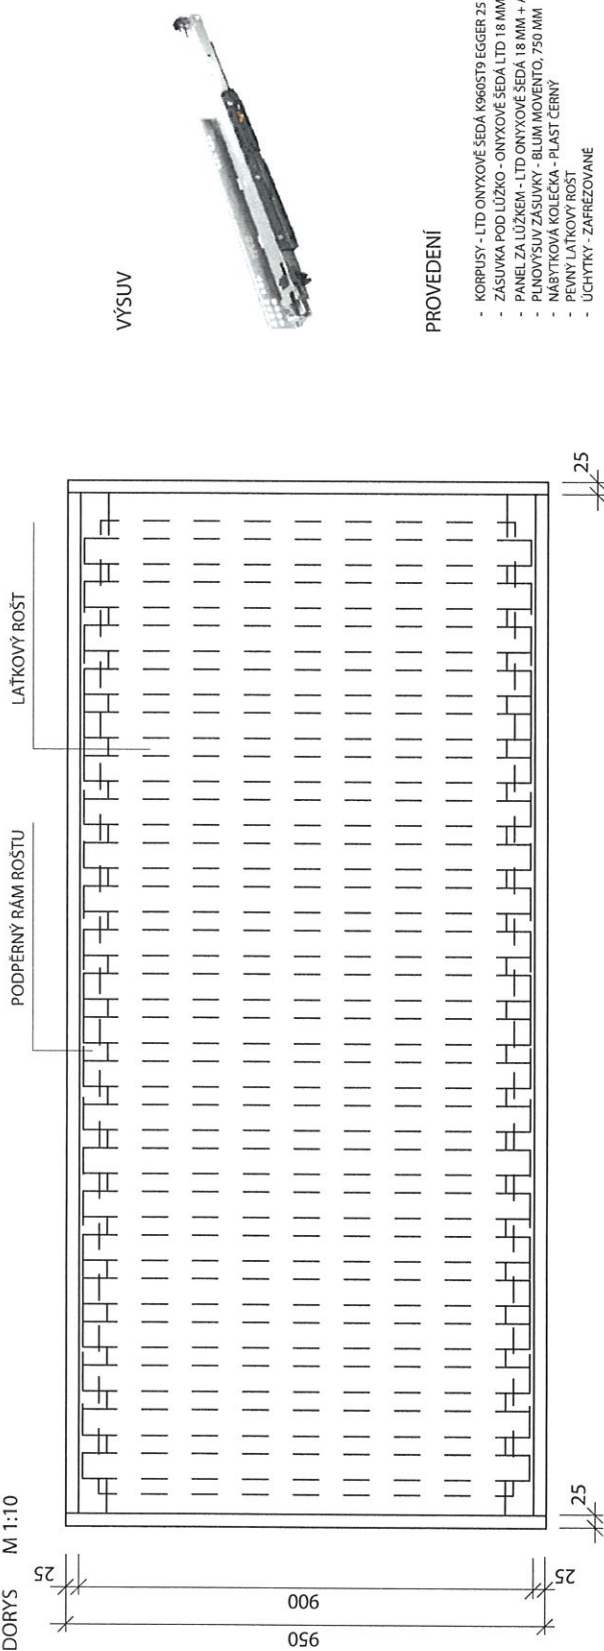 DORYS M 1:10
PODPĚRNÝ RÁM ROŠTU
LAŤKOVÝ ROŠT
25
900
25
950
25
25
VÝSUV
PROVEDENÍ
- KORPUSY - LTD ONYXOVĚ ŠEDÁ K960ST9 EGGER 25
- ZÁSUVKA POD LŮŽKO - ONYXOVĚ ŠEDÁ LTD 18 MM
- PANEL ZA LŮŽKEM - LTD ONYXOVĚ ŠEDÁ 18 MM +
- PLNOVÝSUV ZÁSUVKY - BLUM MOVENTO, 750 MM
- NÁBYTKOVÁ KOLEČKA - PLAST ČERNÝ
- PEVNÝ LAŤKOVÝ ROŠT
- ÚCHYTKY - ZAFRÉZOVANÉ